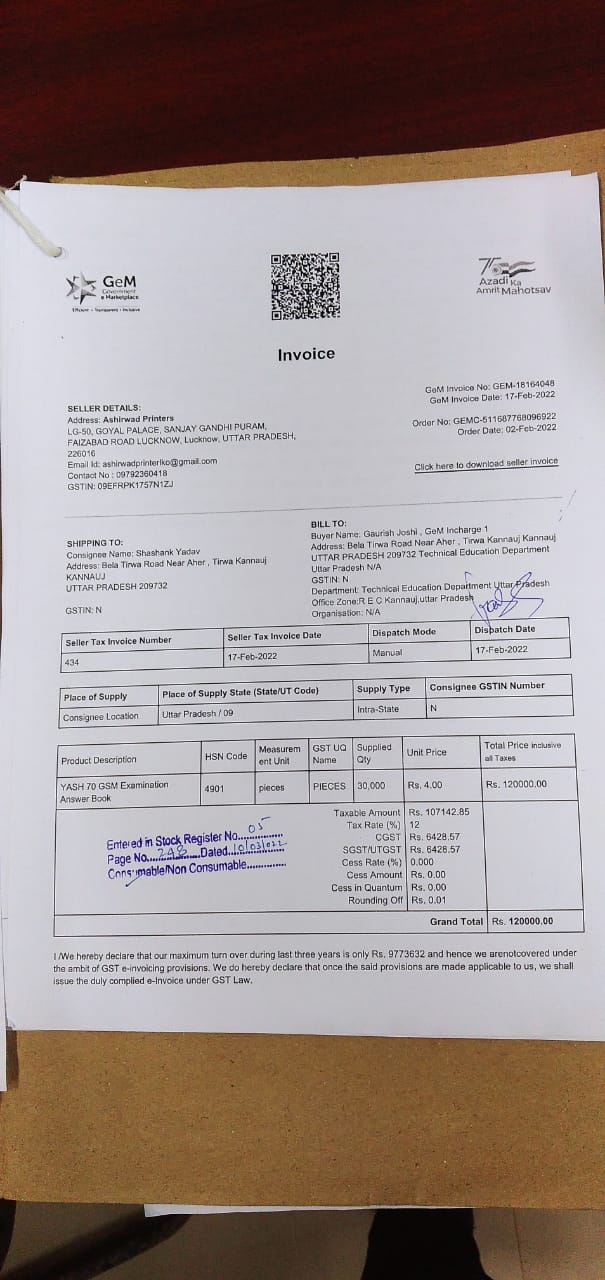 GeM
Government
e Marketplace
Efficient • Transparent • Inclusive
75
Azadi Ka
Amrit Mahotsav
Invoice
GeM Invoice No: GEM-18164048
GeM Invoice Date: 17-Feb-2022
Order No: GEMC-511687768096922
Order Date: 02-Feb-2022
Click here to download seller invoice
SELLER DETAILS:
Address: Ashirwad Printers
LG-50, GOYAL PALACE, SANJAY GANDHI PURAM,
FAIZABAD ROAD LUCKNOW, Lucknow, UTTAR PRADESH,
226016
Email Id: ashirwadprinterlko@gmail.com
Contact No : 09792360418
GSTIN: 09EFRPK1757N1ZJ
SHIPPING TO:
Consignee Name: Shashank Yadav
Address: Bela Tirwa Road Near Aher , Tirwa Kannauj
KANNAUJ
UTTAR PRADESH 209732
GSTIN: N
BILL TO:
Buyer Name: Gaurish Joshi , GeM Incharge 1
Address: Bela Tirwa Road Near Aher , Tirwa Kannauj Kannauj
UTTAR PRADESH 209732 Technical Education Department
Uttar Pradesh N/A
GSTIN: N
Department: Technical Education Department Uttar Pradesh
Office Zone:R E C Kannauj,uttar Pradesh
Organisation: N/A
Seller Tax Invoice Number Seller Tax Invoice Date Dispatch Mode Dispatch Date
434 17-Feb-2022 Manual 17-Feb-2022
Place of Supply Place of Supply State (State/UT Code) Supply Type Consignee GSTIN Number
Consignee Location Uttar Pradesh / 09 Intra-State N
Product Description HSN Code Measurem ent Unit GST UQ Name Supplied Qty Unit Price Total Price inclusive all Taxes
YASH 70 GSM Examination Answer Book 4901 pieces PIECES 30,000 Rs. 4.00 Rs. 120000.00
Taxable Amount Rs. 107142.85
Tax Rate (%) 12
CGST Rs. 6428.57
SGST/UTGST Rs. 6428.57
Cess Rate (%) 0.000
Cess Amount Rs. 0.00
Cess in Quantum Rs. 0.00
Rounding Off Rs. 0.01
Entered in Stock Register No. 05
Page No. 248 Dated 10/03/022
Consumable/Non Consumable
Grand Total Rs. 120000.00
I /We hereby declare that our maximum turn over during last three years is only Rs. 9773632 and hence we arenotcovered under
the ambit of GST e-invoicing provisions. We do hereby declare that once the said provisions are made applicable to us, we shall
issue the duly complied e-Invoice under GST Law.